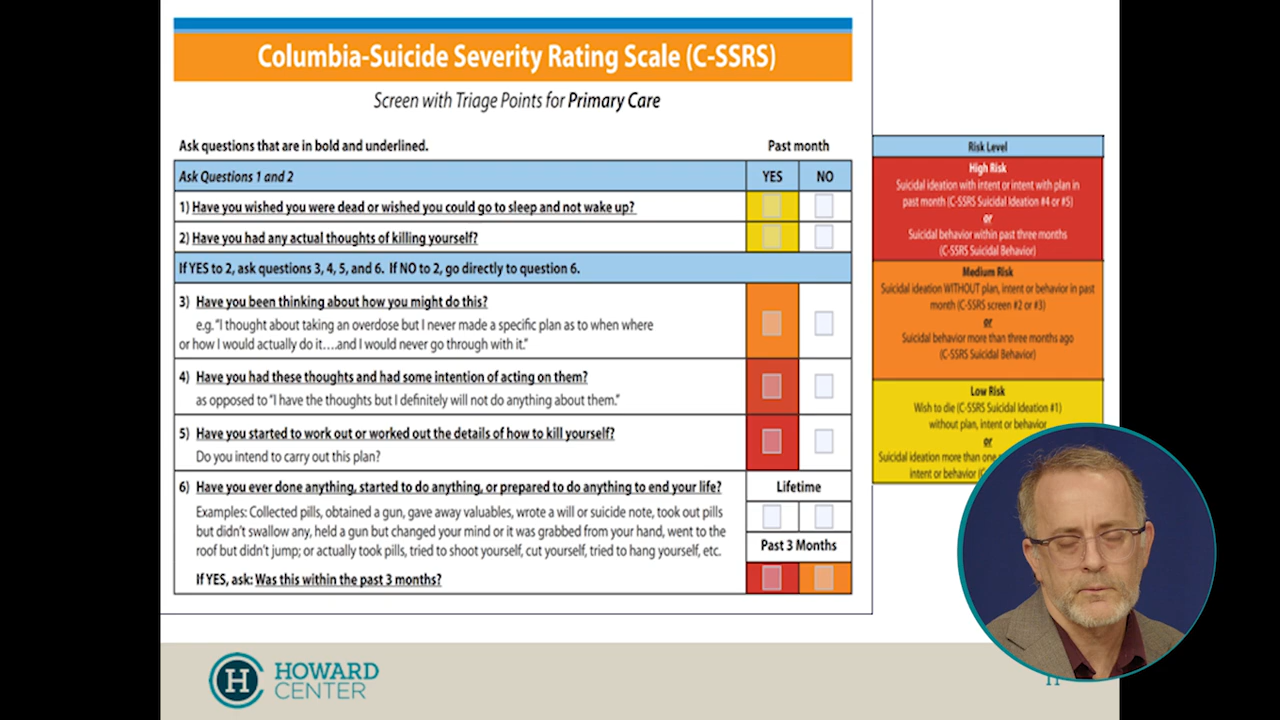 Columbia-Suicide Severity Rating Scale (C-SSRS)
Screen with Triage Points for Primary Care
Ask questions that are in bold and underlined.
Past month
Ask Questions 1 and 2
YES
NO
1) Have you wished you were dead or wished you could go to sleep and not wake up?
2) Have you had any actual thoughts of killing yourself?
If YES to 2, ask questions 3, 4, 5, and 6. If NO to 2, go directly to question 6.
3) Have you been thinking about how you might do this?
e.g. "I thought about taking an overdose but I never made a specific plan as to when where
or how I would actually do it....and I would never go through with it."
4) Have you had these thoughts and had some intention of acting on them?
as opposed to "I have the thoughts but I definitely will not do anything about them."
5) Have you started to work out or worked out the details of how to kill yourself?
Do you intend to carry out this plan?
6) Have you ever done anything, started to do anything, or prepared to do anything to end your life?
Lifetime
Examples: Collected pills, obtained a gun, gave away valuables, wrote a will or suicide note, took out pills
but didn't swallow any, held a gun but changed your mind or it was grabbed from your hand, went to the
roof but didn't jump; or actually took pills, tried to shoot yourself, cut yourself, tried to hang yourself, etc.
Past 3 Months
If YES, ask: Was this within the past 3 months?
Risk Level
High Risk
Suicidal ideation with intent or intent with plan in
past month (C-SSRS Suicidal Ideation #4 or #5)
or
Suicidal behavior within past three months
(C-SSRS Suicidal Behavior)
Medium Risk
Suicidal ideation WITHOUT plan, intent or behavior in past
month (C-SSRS screen #2 or #3)
or
Suicidal behavior more than three months ago
(C-SSRS Suicidal Behavior)
Low Risk
Wish to die (C-SSRS Suicidal Ideation #1)
without plan, intent or behavior
or
Suicidal ideation more than one
intent or behavior
H
HOWARD
CENTER